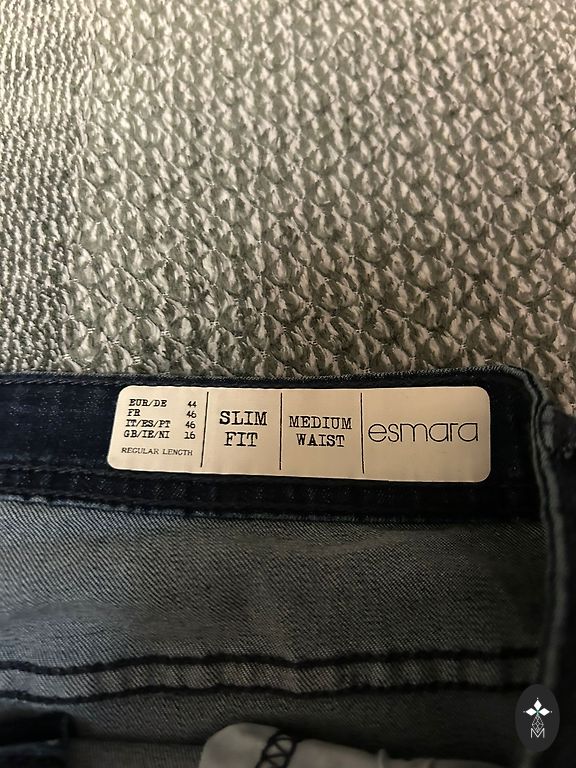 EUR/DE 44
FR 46
IT/ES/PT 46
GB/IE/NI 16
REGULAR LENGTH
SLIM
FIT
MEDIUM
WAIST
esmara